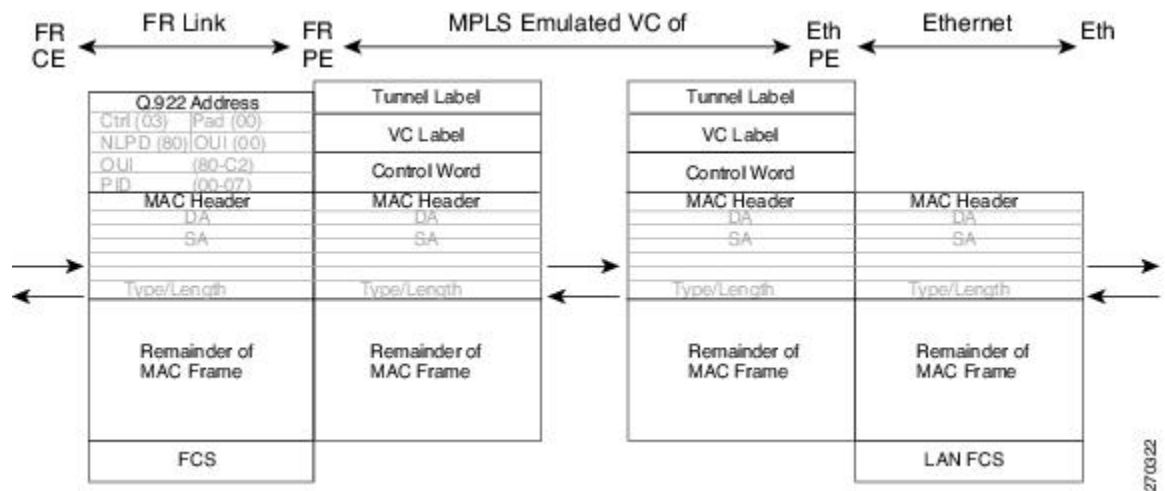 FR CE
FR Link
FR PE
MPLS Emulated VC of
Eth PE
Ethernet
Eth
Q.922 Address
Ctrl (03) Pad (00)
NLPD (80) OUI (00)
OUI (80-C2)
PID (00-07)
MAC Header
DA
SA
Type/Length
Remainder of
MAC Frame
FCS
Tunnel Label
VC Label
Control Word
MAC Header
DA
SA
Type/Length
Remainder of
MAC Frame
Tunnel Label
VC Label
Control Word
MAC Header
DA
SA
Type/Length
Remainder of
MAC Frame
MAC Header
DA
SA
Type/Length
Remainder of
MAC Frame
LAN FCS
270322